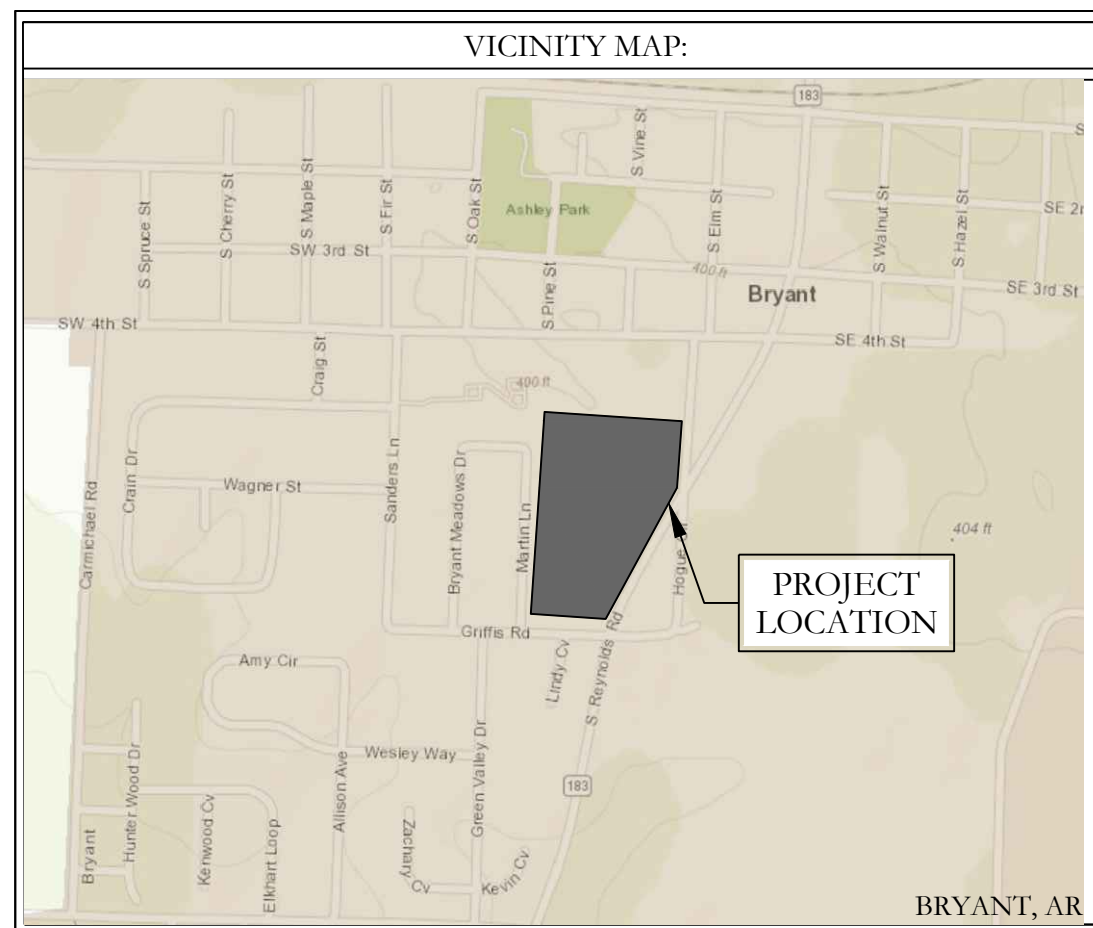 VICINITY MAP:
183
S Vine St
S Cherry St
S Maple St
S Fir St
S Oak St
Ashley Park
S Elm St
S Walnut St
S Hazel St
S Spruce St
SW 3rd St
S Pine St
400 ft
Bryant
SE 3rd St
SW 4th St
SE 4th St
Craig St
400 ft
Carmichael Rd
Crain Dr
Wagner St
Sanders Ln
Bryant Meadows Dr
Martin Ln
404 ft
PROJECT
LOCATION
Griffis Rd
Lindy Cv
S Reynolds Rd
Amy Cir
Wesley Way
Green Valley Dr
183
Hunter Wood Dr
Kenwood Cv
Elkhart Loop
Allison Ave
Zachary Cv
Kevin Cv
Bryant
BRYANT, AR